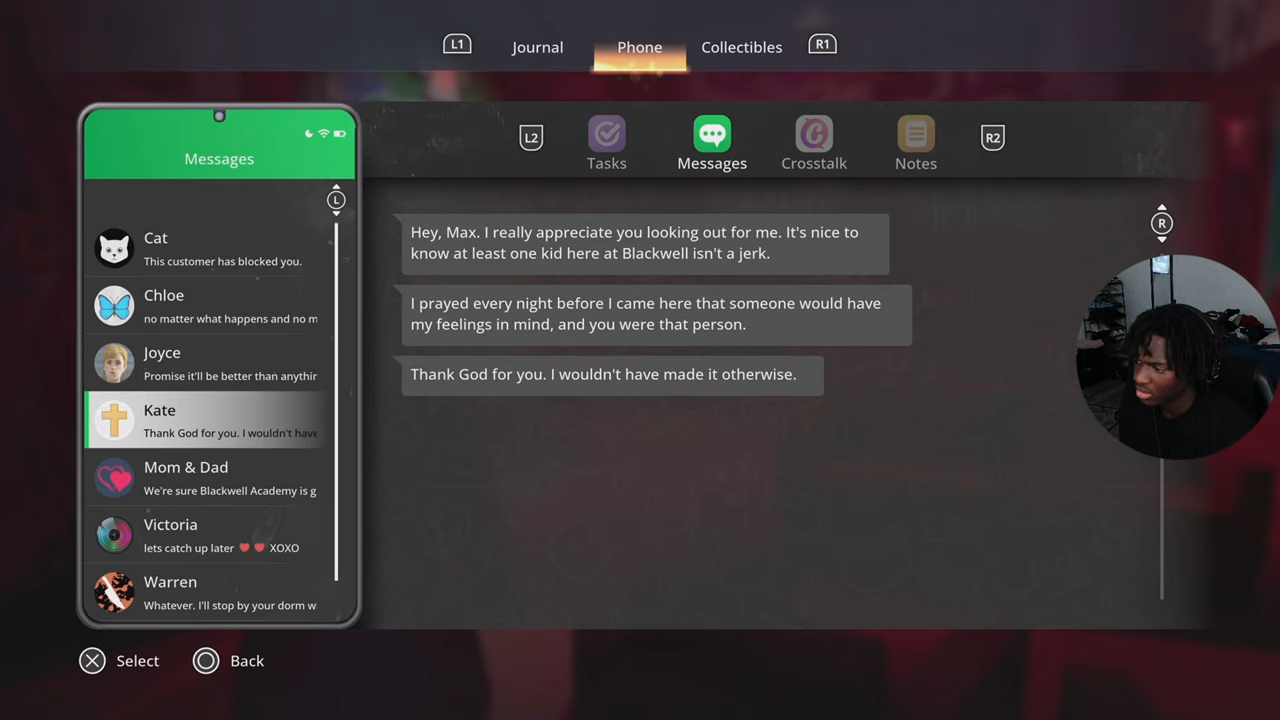 L1
Journal
Phone
Collectibles
R1
Messages
L2
Tasks
Messages
Crosstalk
Notes
R2
L
R
Cat
This customer has blocked you.
Chloe
no matter what happens and no m
Joyce
Promise it'll be better than anythin
Kate
Thank God for you. I wouldn't have
Mom & Dad
We're sure Blackwell Academy is g
Victoria
lets catch up later ❤️ ❤️ XOXO
Warren
Whatever. I'll stop by your dorm w
Hey, Max. I really appreciate you looking out for me. It's nice to
know at least one kid here at Blackwell isn't a jerk.
I prayed every night before I came here that someone would have
my feelings in mind, and you were that person.
Thank God for you. I wouldn't have made it otherwise.
Select
Back